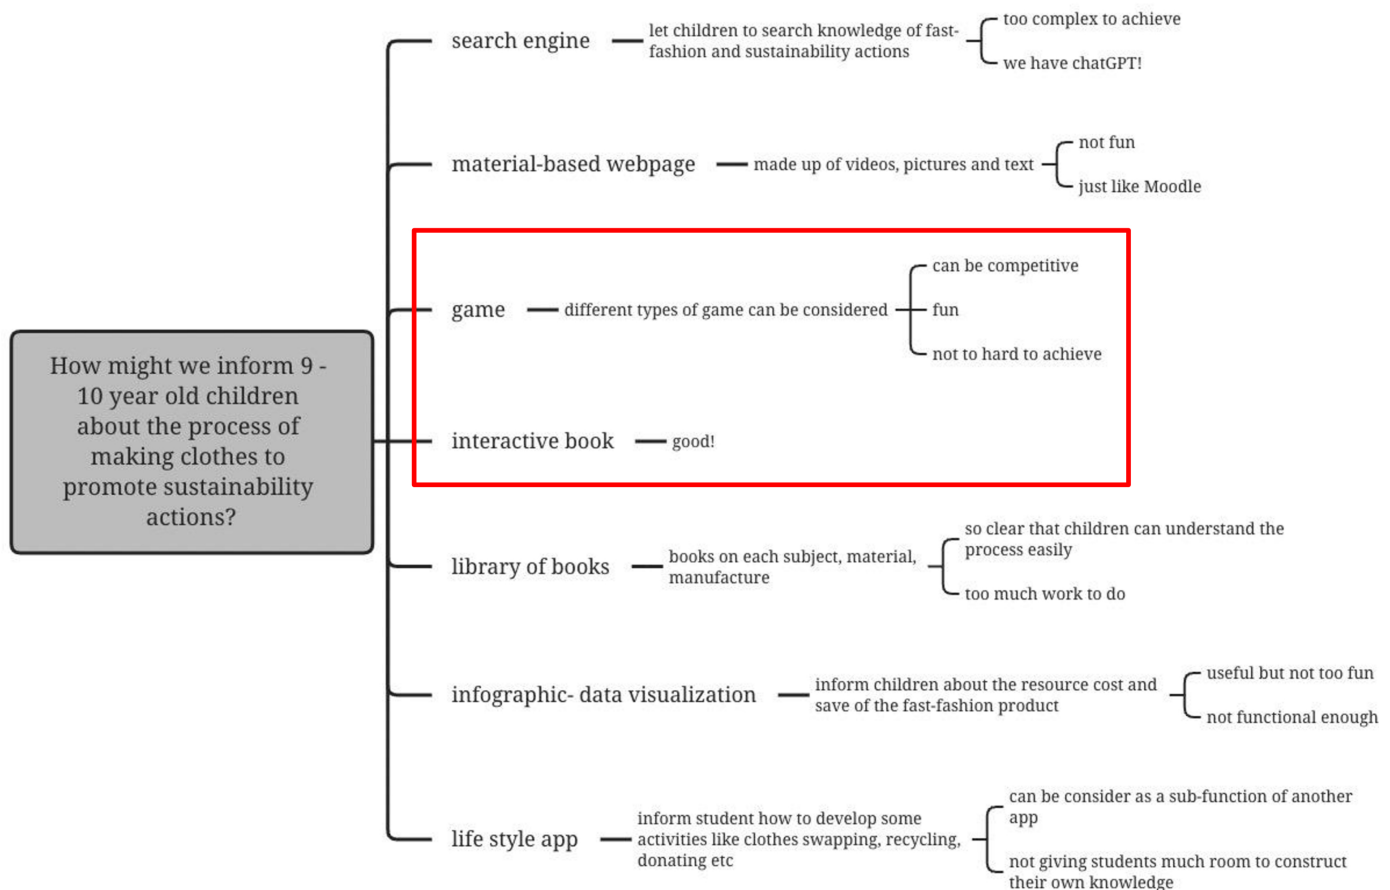 How might we inform 9 -
10 year old children
about the process of
making clothes to
promote sustainability
actions?
search engine
let children to search knowledge of fast-
fashion and sustainability actions
too complex to achieve
we have chatGPT!
material-based webpage
made up of videos, pictures and text
not fun
just like Moodle
game
different types of game can be considered
can be competitive
fun
not to hard to achieve
interactive book
good!
library of books
books on each subject, material,
manufacture
so clear that children can understand the
process easily
too much work to do
infographic- data visualization
inform children about the resource cost and
save of the fast-fashion product
useful but not too fun
not functional enough
life style app
inform student how to develop some
activities like clothes swapping, recycling,
donating etc
can be consider as a sub-function of another
app
not giving students much room to construct
their own knowledge